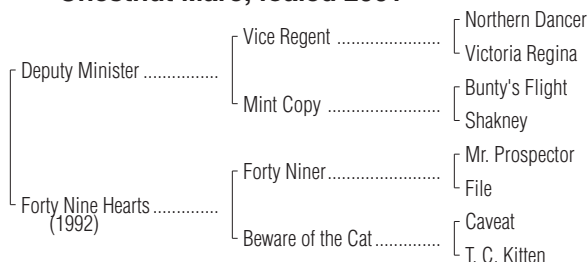 Chestnut Mare; foaled 2001
Northern Dancer
Vice Regent ........................
Victoria Regina
Deputy Minister ...............
Bunty's Flight
Mint Copy ........................
Shakney
Mr. Prospector
Forty Niner........................
File
Forty Nine Hearts ..............
(1992)
Caveat
Beware of the Cat...............
T. C. Kitten